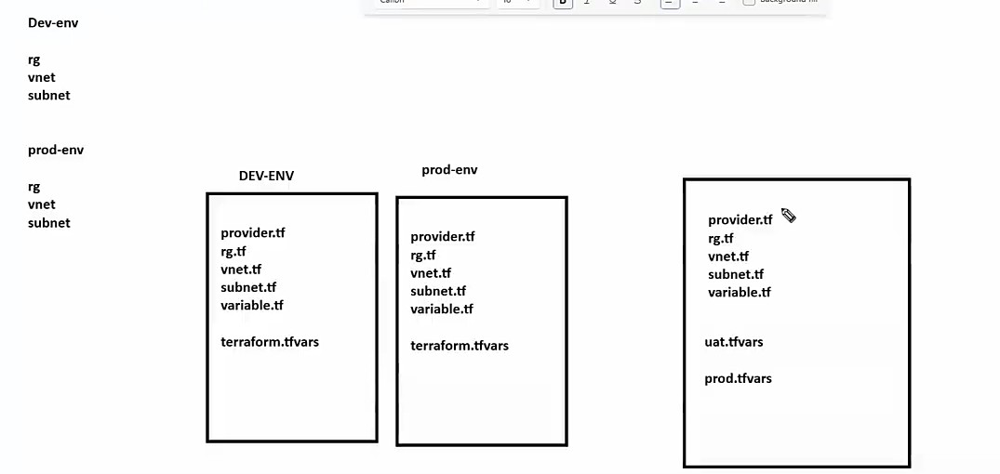 Dev-env
rg
vnet
subnet
prod-env
rg
vnet
subnet
DEV-ENV
provider.tf
rg.tf
vnet.tf
subnet.tf
variable.tf
terraform.tfvars
prod-env
provider.tf
rg.tf
vnet.tf
subnet.tf
variable.tf
terraform.tfvars
provider.tf
rg.tf
vnet.tf
subnet.tf
variable.tf
uat.tfvars
prod.tfvars